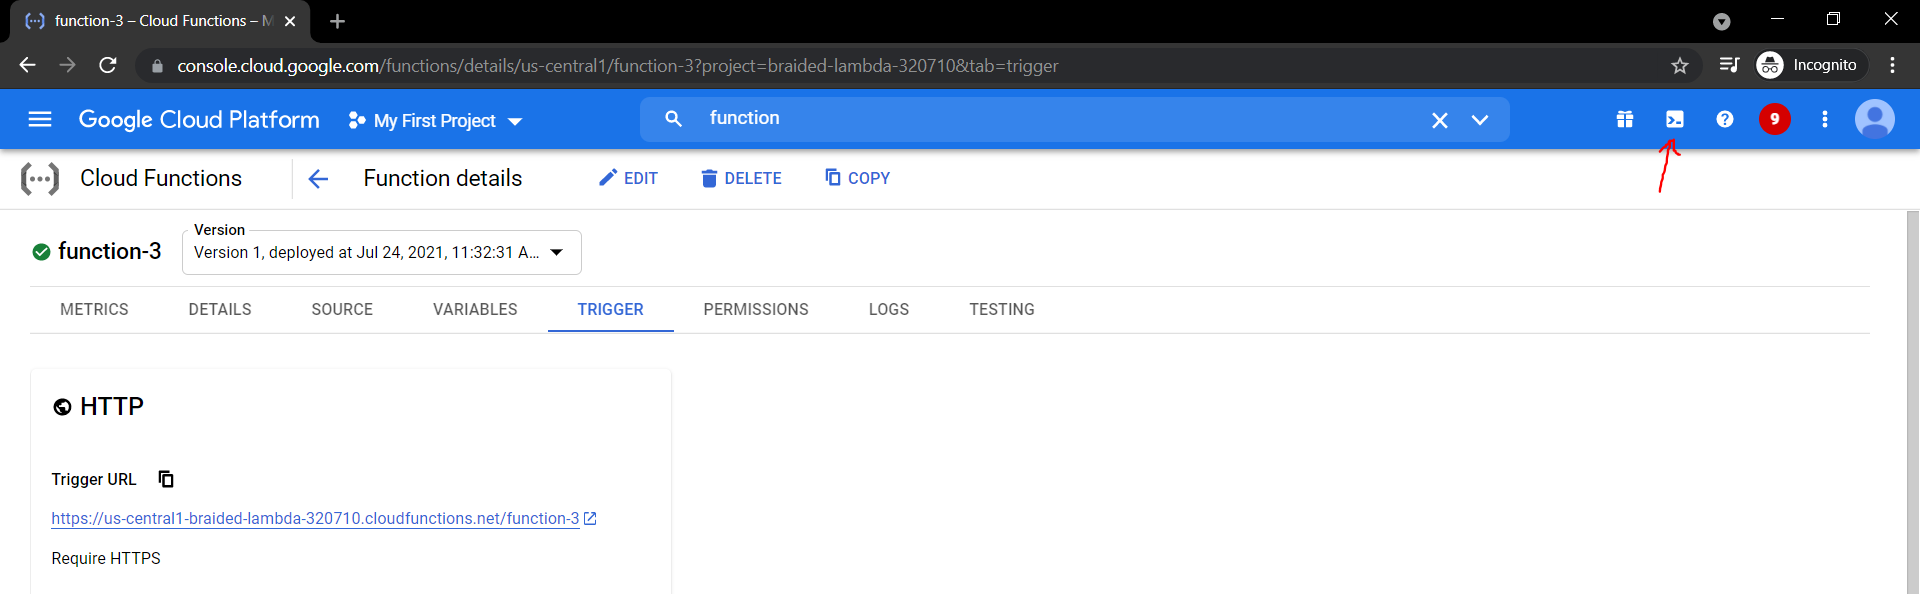 function-3 – Cloud Functions – M
console.cloud.google.com/functions/details/us-central1/function-3?project=braided-lambda-320710&tab=trigger
Incognito
Google Cloud Platform
My First Project
function
9
Cloud Functions
Function details
EDIT
DELETE
COPY
function-3
Version
Version 1, deployed at Jul 24, 2021, 11:32:31 A...
METRICS
DETAILS
SOURCE
VARIABLES
TRIGGER
PERMISSIONS
LOGS
TESTING
HTTP
Trigger URL
https://us-central1-braided-lambda-320710.cloudfunctions.net/function-3
Require HTTPS